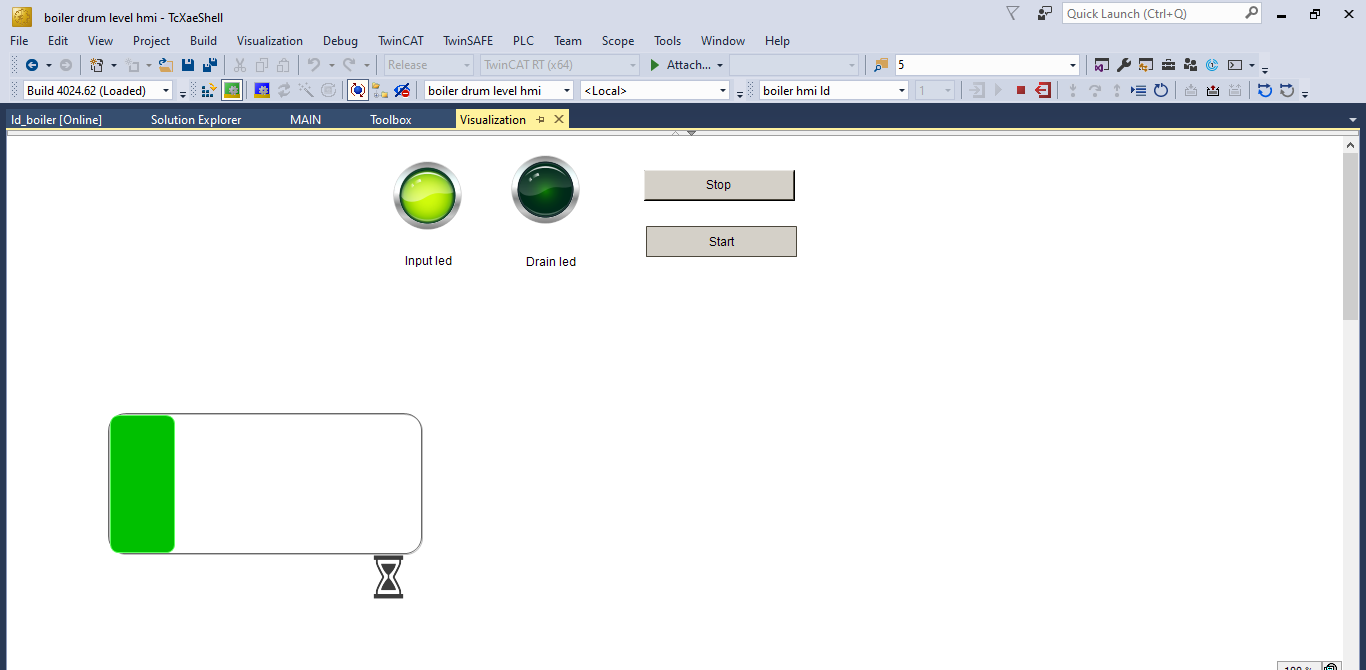 boiler drum level hmi - TcXaeShell
Quick Launch (Ctrl+Q)
File Edit View Project Build Visualization Debug TwinCAT TwinSAFE PLC Team Scope Tools Window Help
Release TwinCAT RT (x64) Attach... 5
Build 4024.62 (Loaded) boiler drum level hmi <Local> boiler hmi ld 1
ld_boiler [Online] Solution Explorer MAIN Toolbox Visualization
Stop
Start
Input led Drain led
100 %